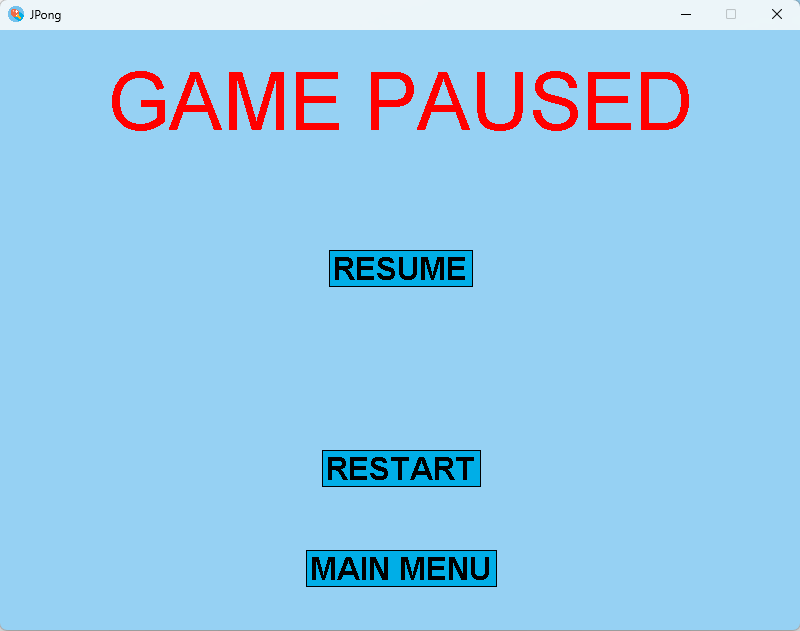 JPong
GAME PAUSED
RESUME
RESTART
MAIN MENU